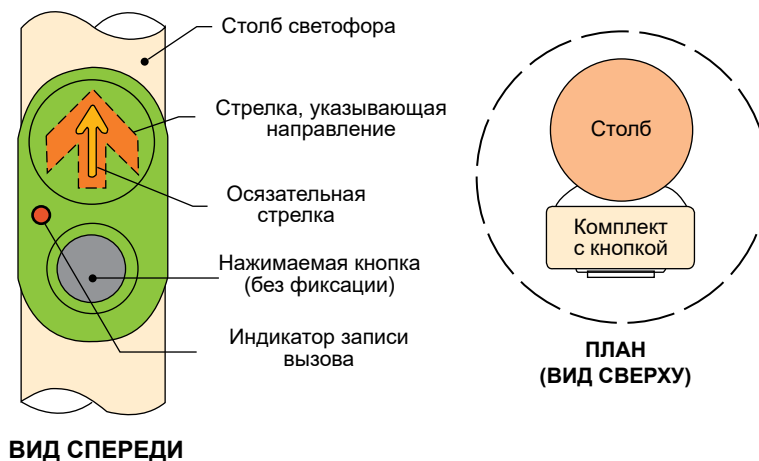 Столб светофора
Стрелка, указывающая
направление
Осязательная
стрелка
Нажимаемая кнопка
(без фиксации)
Индикатор записи
вызова
ВИД СПЕРЕДИ
Столб
Комплект
с кнопкой
ПЛАН
(ВИД СВЕРХУ)